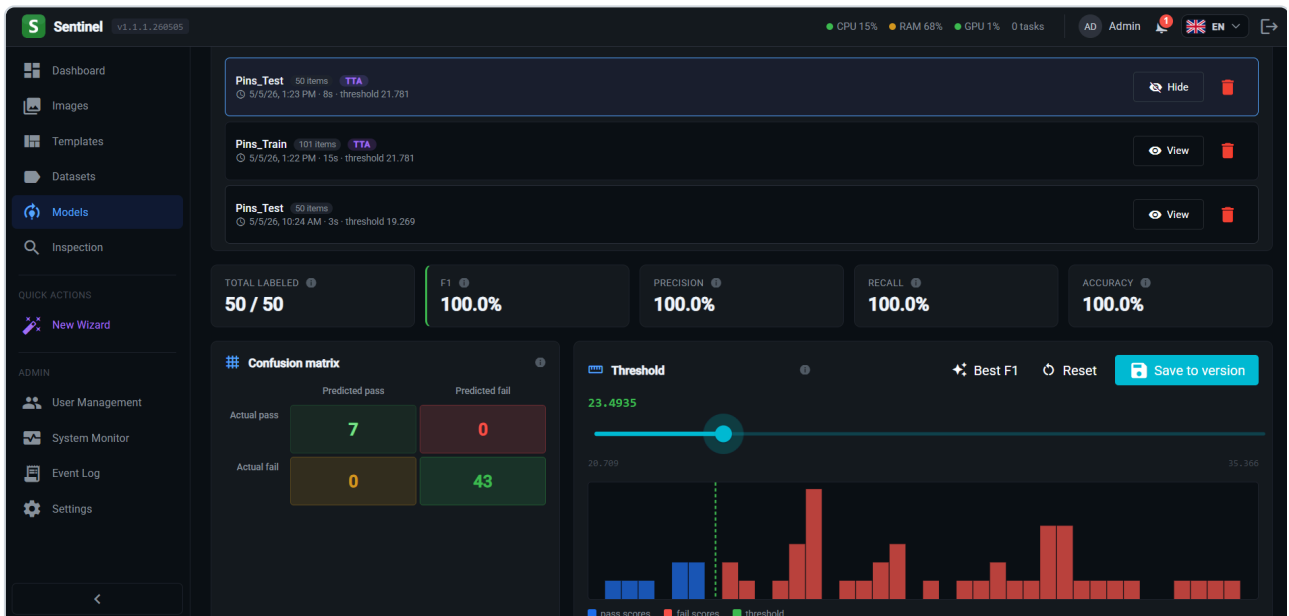 S Sentinel v1.1.1.260505
CPU 15% RAM 68% GPU 1% 0 tasks AD Admin 1 EN
Dashboard
Images
Templates
Datasets
Models
Inspection
QUICK ACTIONS
New Wizard
ADMIN
User Management
System Monitor
Event Log
Settings
Pins_Test 50 items TTA
5/5/26, 1:23 PM · 8s · threshold 21.781
Hide
Pins_Train 101 items TTA
5/5/26, 1:22 PM · 15s · threshold 21.781
View
Pins_Test 50 items
5/5/26, 10:24 AM · 3s · threshold 19.269
View
TOTAL LABELED
50 / 50
F1
100.0%
PRECISION
100.0%
RECALL
100.0%
ACCURACY
100.0%
Confusion matrix
Predicted pass Predicted fail
Actual pass 7 0
Actual fail 0 43
Threshold
Best F1 Reset Save to version
23.4935
20.709 35.366
pass scores fail scores threshold